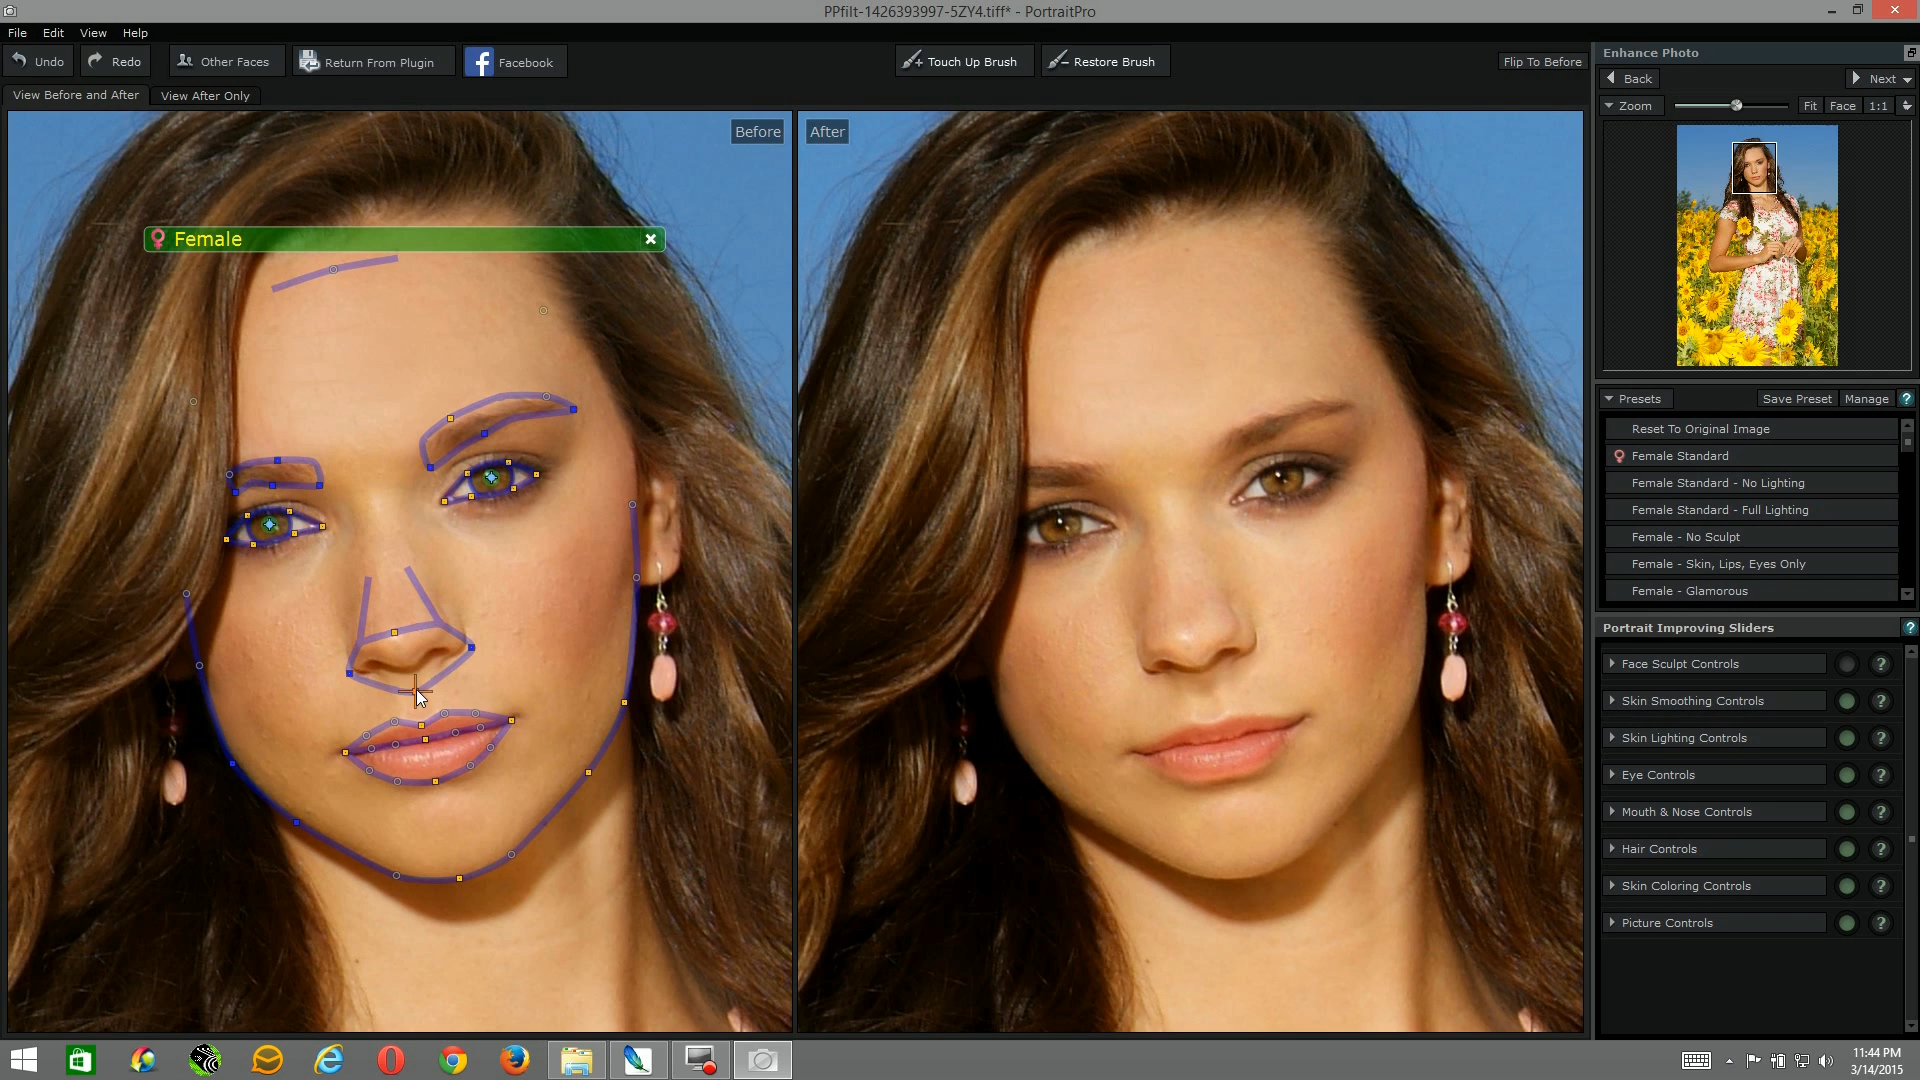 PPfilt-1426393997-5ZY4.tiff* - PortraitPro
File Edit View Help
Undo Redo Other Faces Return From Plugin Facebook Touch Up Brush Restore Brush Flip To Before
View Before and After View After Only
Before
After
Female
Enhance Photo
Back Next
Zoom Fit Face 1:1
Presets Save Preset Manage ?
Reset To Original Image
Female Standard
Female Standard - No Lighting
Female Standard - Full Lighting
Female - No Sculpt
Female - Skin, Lips, Eyes Only
Female - Glamorous
Portrait Improving Sliders ?
Face Sculpt Controls ?
Skin Smoothing Controls ?
Skin Lighting Controls ?
Eye Controls ?
Mouth & Nose Controls ?
Hair Controls ?
Skin Coloring Controls ?
Picture Controls ?
11:44 PM
3/14/2015